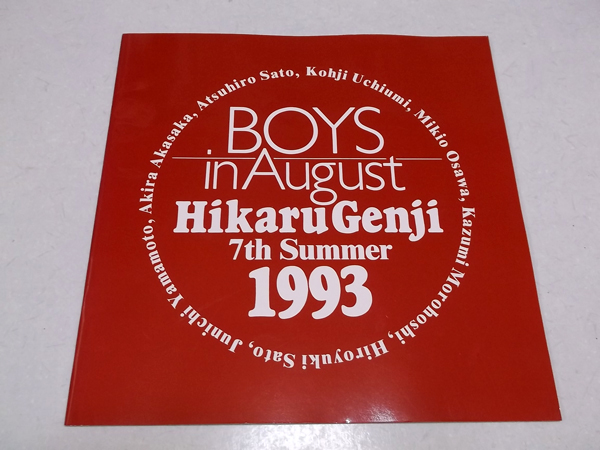 Akira Akasaka, Atsuhiro Sato, Kohji Uchiumi, Mikio Osawa, Kazumi Morohoshi, Hiroyuki Sato, Junichi Yamamoto,
BOYS
in August
Hikaru Genji
7th Summer
1993